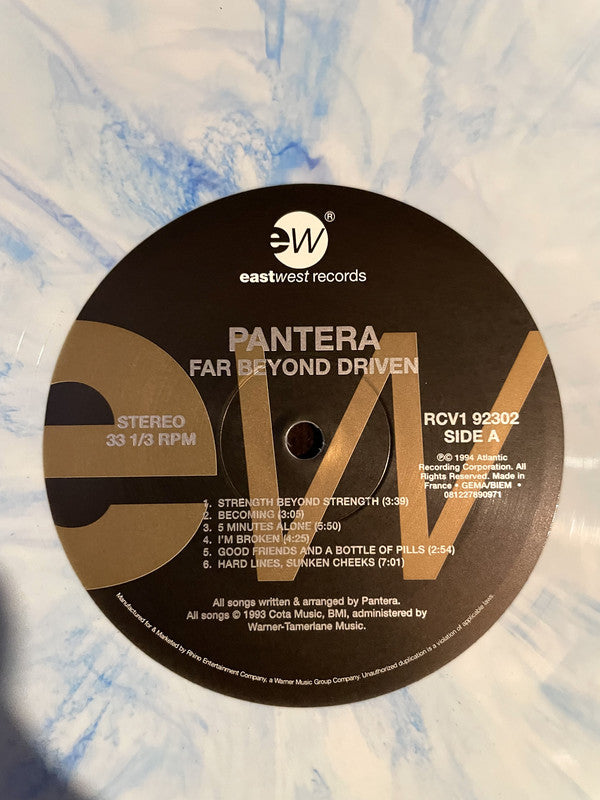 ew®
eastwest records
PANTERA
FAR BEYOND DRIVEN
STEREO
33 1/3 RPM
RCV1 92302
SIDE A
℗© 1994 Atlantic
Recording Corporation. All
Rights Reserved. Made in
France • GEMA/BIEM •
081227890971
1. STRENGTH BEYOND STRENGTH (3:39)
2. BECOMING (3:05)
3. 5 MINUTES ALONE (5:50)
4. I'M BROKEN (4:25)
5. GOOD FRIENDS AND A BOTTLE OF PILLS (2:54)
6. HARD LINES, SUNKEN CHEEKS (7:01)
ew
All songs written & arranged by Pantera.
All songs © 1993 Cota Music, BMI, administered by
Warner-Tamerlane Music.
Manufactured for & Marketed by Rhino Entertainment Company, a Warner Music Group Company. Unauthorized duplication is a violation of applicable laws.